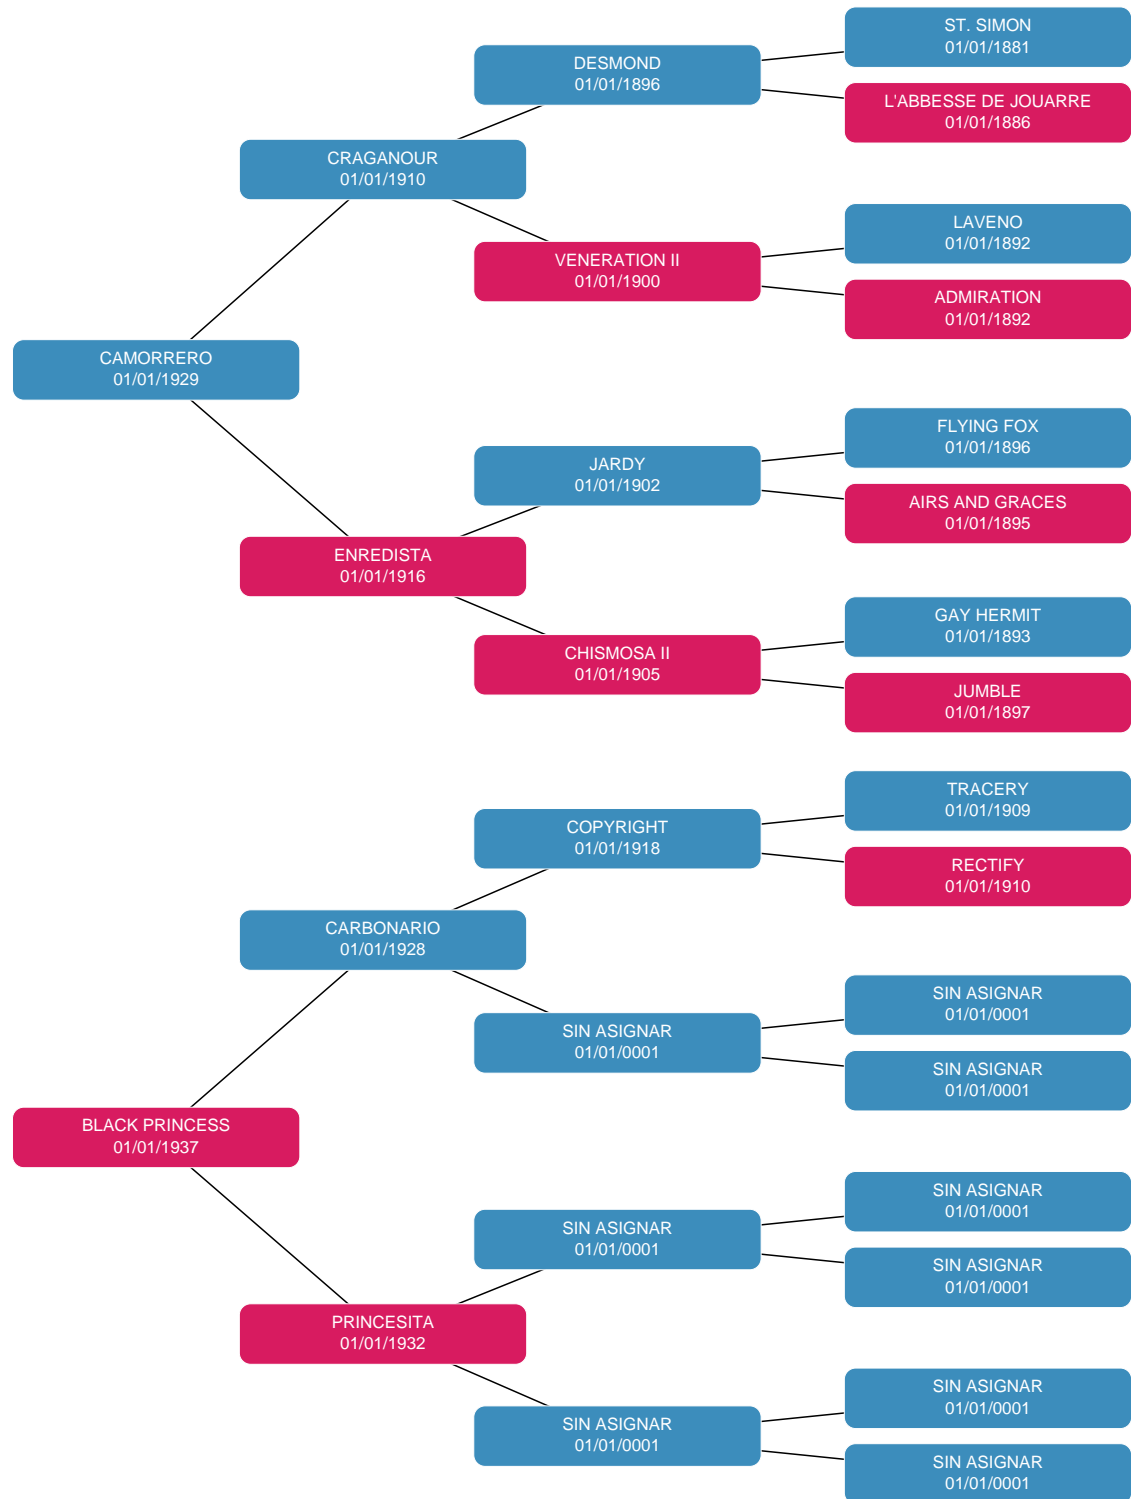 ST. SIMON
01/01/1881
DESMOND
01/01/1896
L'ABBESSE DE JOUARRE
01/01/1886
CRAGANOUR
01/01/1910
LAVENO
01/01/1892
VENERATION II
01/01/1900
ADMIRATION
01/01/1892
CAMORRERO
01/01/1929
FLYING FOX
01/01/1896
JARDY
01/01/1902
AIRS AND GRACES
01/01/1895
ENREDISTA
01/01/1916
GAY HERMIT
01/01/1893
CHISMOSA II
01/01/1905
JUMBLE
01/01/1897
TRACERY
01/01/1909
COPYRIGHT
01/01/1918
RECTIFY
01/01/1910
CARBONARIO
01/01/1928
SIN ASIGNAR
01/01/0001
SIN ASIGNAR
01/01/0001
SIN ASIGNAR
01/01/0001
BLACK PRINCESS
01/01/1937
SIN ASIGNAR
01/01/0001
SIN ASIGNAR
01/01/0001
SIN ASIGNAR
01/01/0001
PRINCESITA
01/01/1932
SIN ASIGNAR
01/01/0001
SIN ASIGNAR
01/01/0001
SIN ASIGNAR
01/01/0001